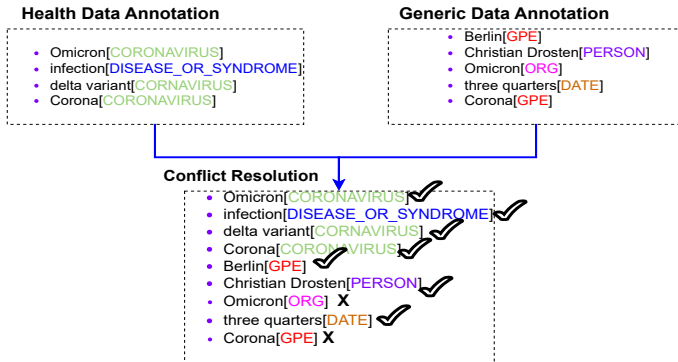 Health Data Annotation
• Omicron[CORONAVIRUS]
• infection[DISEASE_OR_SYNDROME]
• delta variant[CORNAVIRUS]
• Corona[CORONAVIRUS]
Generic Data Annotation
• Berlin[GPE]
• Christian Drosten[PERSON]
• Omicron[ORG]
• three quarters[DATE]
• Corona[GPE]
Conflict Resolution
• Omicron[CORONAVIRUS]
• infection[DISEASE_OR_SYNDROME]
• delta variant[CORNAVIRUS]
• Corona[CORONAVIRUS]
• Berlin[GPE]
• Christian Drosten[PERSON]
• Omicron[ORG] X
• three quarters[DATE]
• Corona[GPE] X